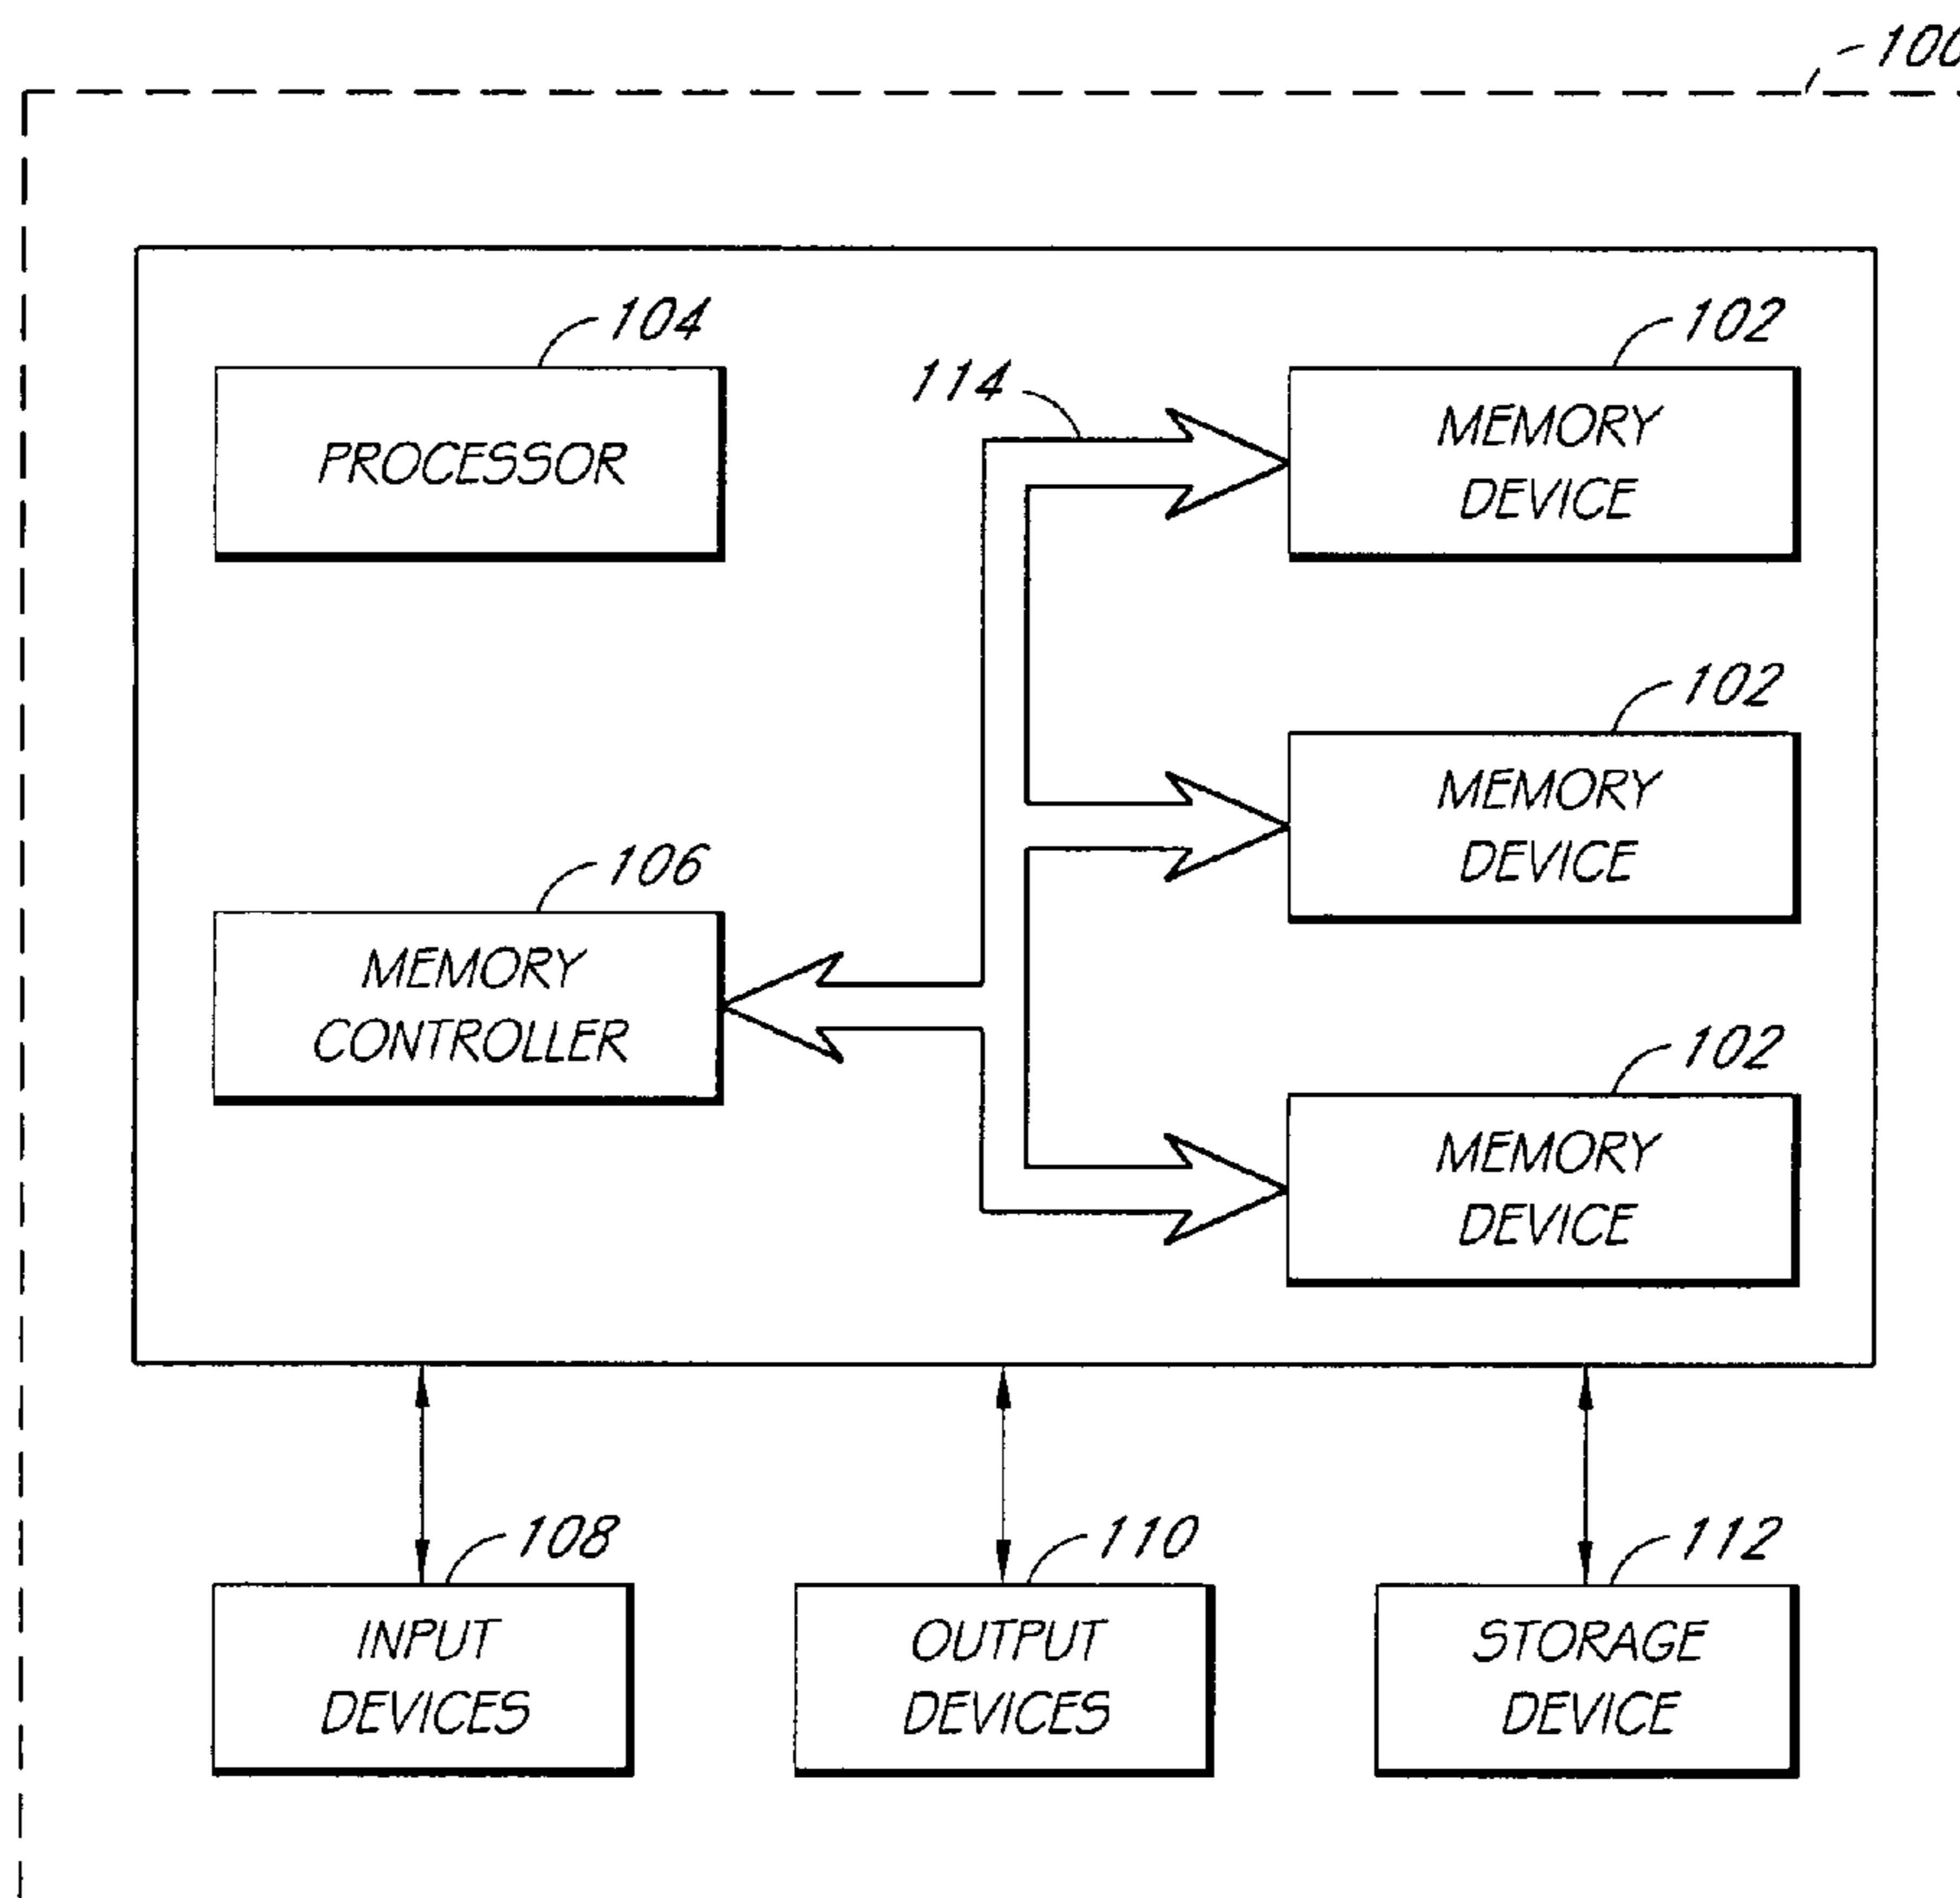 100
104
PROCESSOR
114
102
MEMORY
DEVICE
102
MEMORY
DEVICE
106
MEMORY
CONTROLLER
102
MEMORY
DEVICE
108
INPUT
DEVICES
110
OUTPUT
DEVICES
112
STORAGE
DEVICE